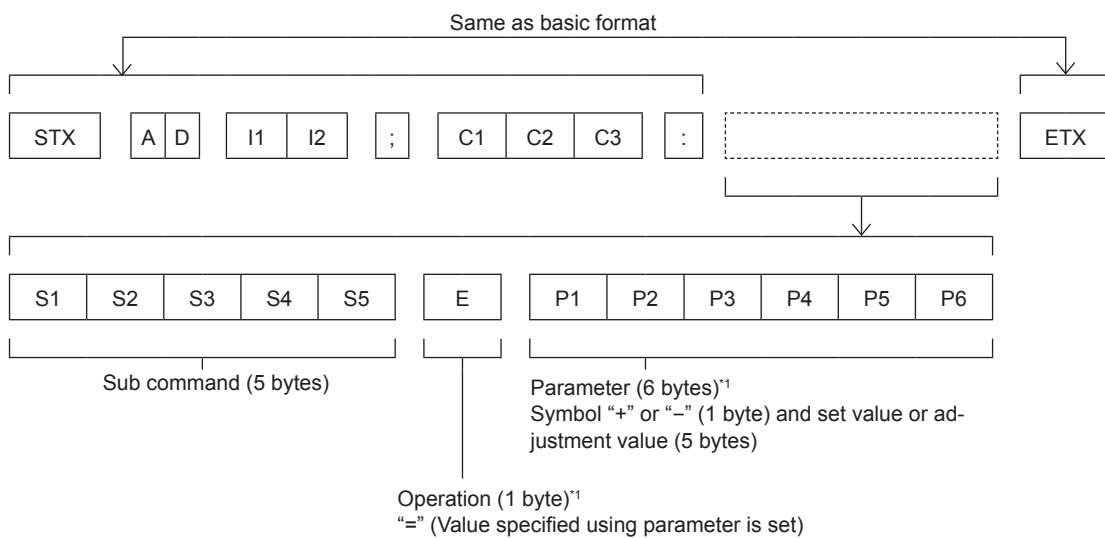 Same as basic format
STX A D I1 I2 ; C1 C2 C3 : ETX
S1 S2 S3 S4 S5 E P1 P2 P3 P4 P5 P6
Sub command (5 bytes)
Parameter (6 bytes)*1
Symbol “+” or “−” (1 byte) and set value or ad-
justment value (5 bytes)
Operation (1 byte)*1
“=” (Value specified using parameter is set)